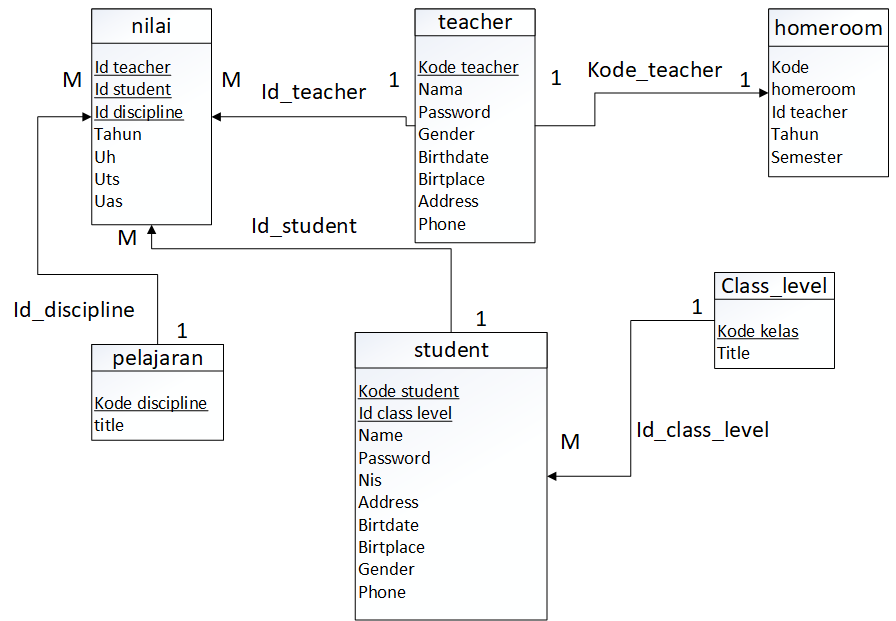 nilai
Id teacher
Id student
Id discipline
Tahun
Uh
Uts
Uas
M
M
Id_teacher
1
teacher
Kode teacher
Nama
Password
Gender
Birthdate
Birtplace
Address
Phone
1
Kode_teacher
1
homeroom
Kode
homeroom
Id teacher
Tahun
Semester
M
Id_student
Id_discipline
1
pelajaran
Kode discipline
title
1
student
Kode student
Id class level
Name
Password
Nis
Address
Birtdate
Birtplace
Gender
Phone
M
Id_class_level
1
Class_level
Kode kelas
Title